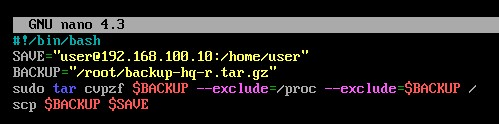 GNU nano 4.3
#!/bin/bash
SAVE="user@192.168.100.10:/home/user"
BACKUP="/root/backup-hq-r.tar.gz"
sudo tar cvpzf $BACKUP --exclude=/proc --exclude=$BACKUP /
scp $BACKUP $SAVE